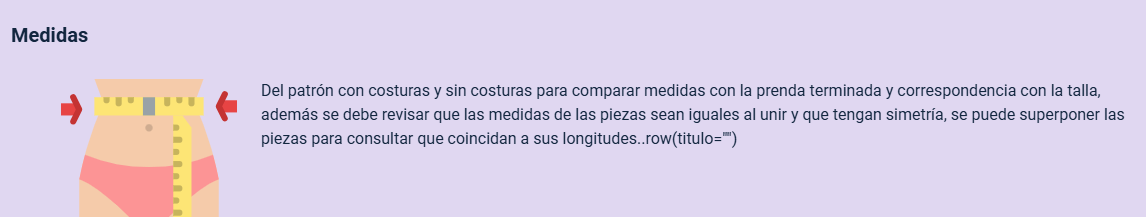 Medidas
Del patrón con costuras y sin costuras para comparar medidas con la prenda terminada y correspondencia con la talla,
además se debe revisar que las medidas de las piezas sean iguales al unir y que tengan simetría, se puede superponer las
piezas para consultar que coincidan a sus longitudes..row(titulo="")